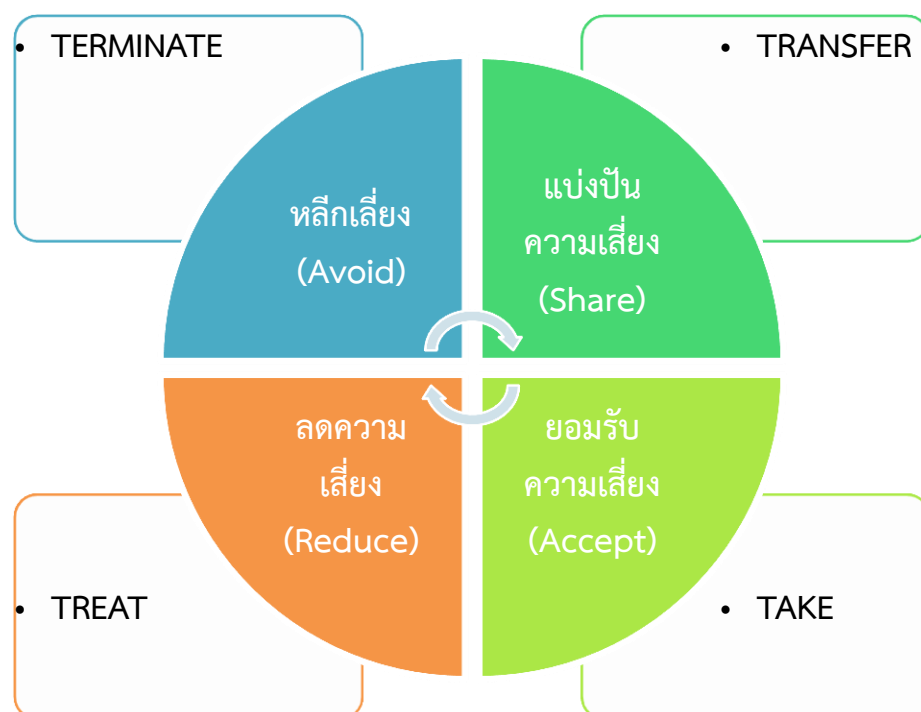 • TERMINATE
• TRANSFER
หลีกเลี่ยง
(Avoid)
แบ่งปัน
ความเสี่ยง
(Share)
ลดความ
เสี่ยง
(Reduce)
ยอมรับ
ความเสี่ยง
(Accept)
• TREAT
• TAKE